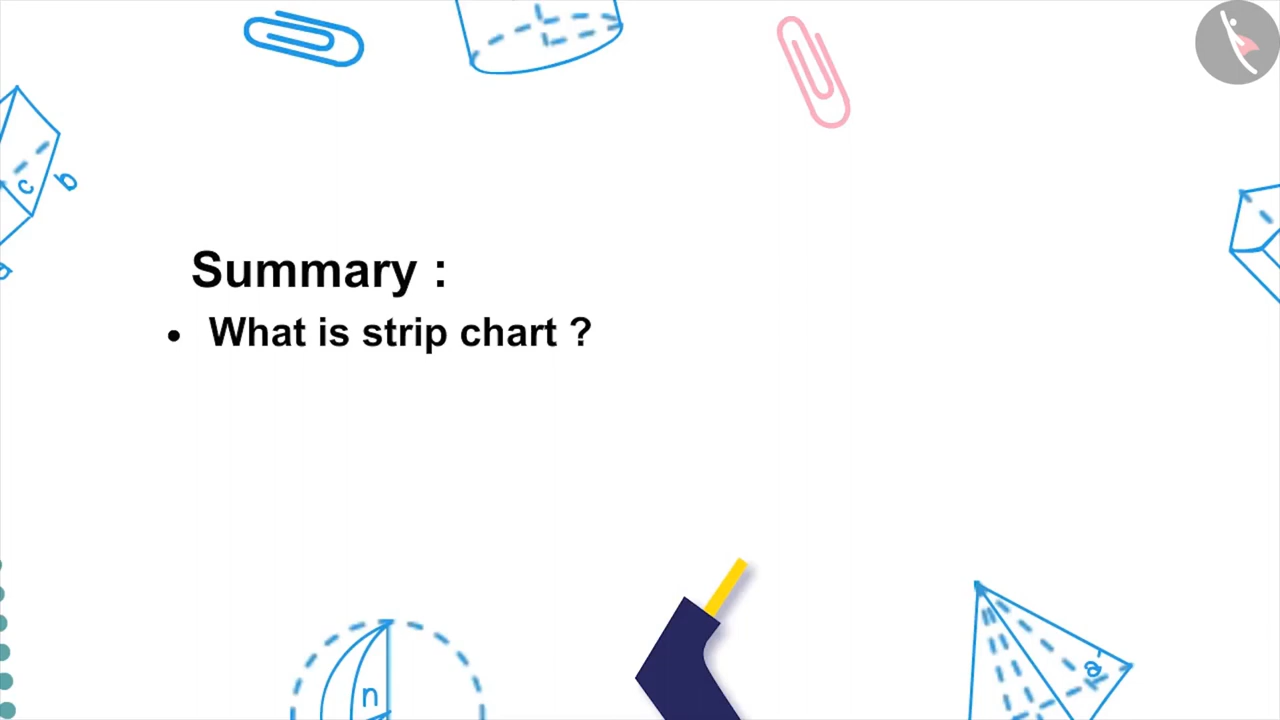 c
b
a
Summary :
• What is strip chart ?
n
a